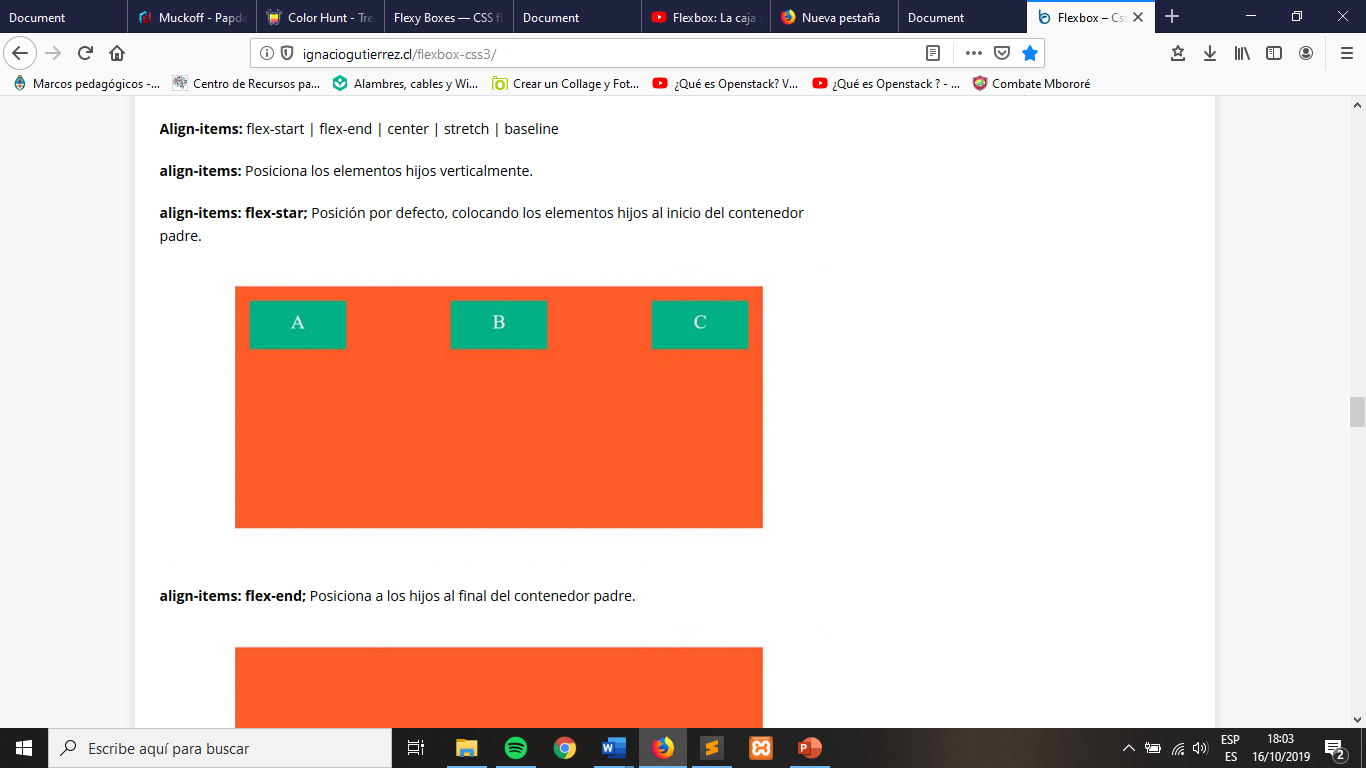 Document
Muckoff - Papda
Color Hunt - Tre
Flexy Boxes — CSS fl
Document
Flexbox: La caja
Nueva pestaña
Document
Flexbox – Css
ignaciogutierrez.cl/flexbox-css3/
Marcos pedagógicos -...
Centro de Recursos pa...
Alambres, cables y Wi...
Crear un Collage y Fot...
¿Qué es Openstack? V...
¿Qué es Openstack ? - ...
Combate Mbororé
Align-items: flex-start | flex-end | center | stretch | baseline
align-items: Posiciona los elementos hijos verticalmente.
align-items: flex-star; Posición por defecto, colocando los elementos hijos al inicio del contenedor
padre.
A B C
align-items: flex-end; Posiciona a los hijos al final del contenedor padre.
Escribe aquí para buscar
ESP
ES
18:03
16/10/2019
2